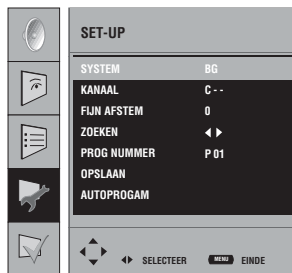 SET-UP
SYSTEM BG
KANAAL C - -
FIJN AFSTEM 0
ZOEKEN
PROG NUMMER P 01
OPSLAAN
AUTOPROGAM
SELECTEER MENU EINDE